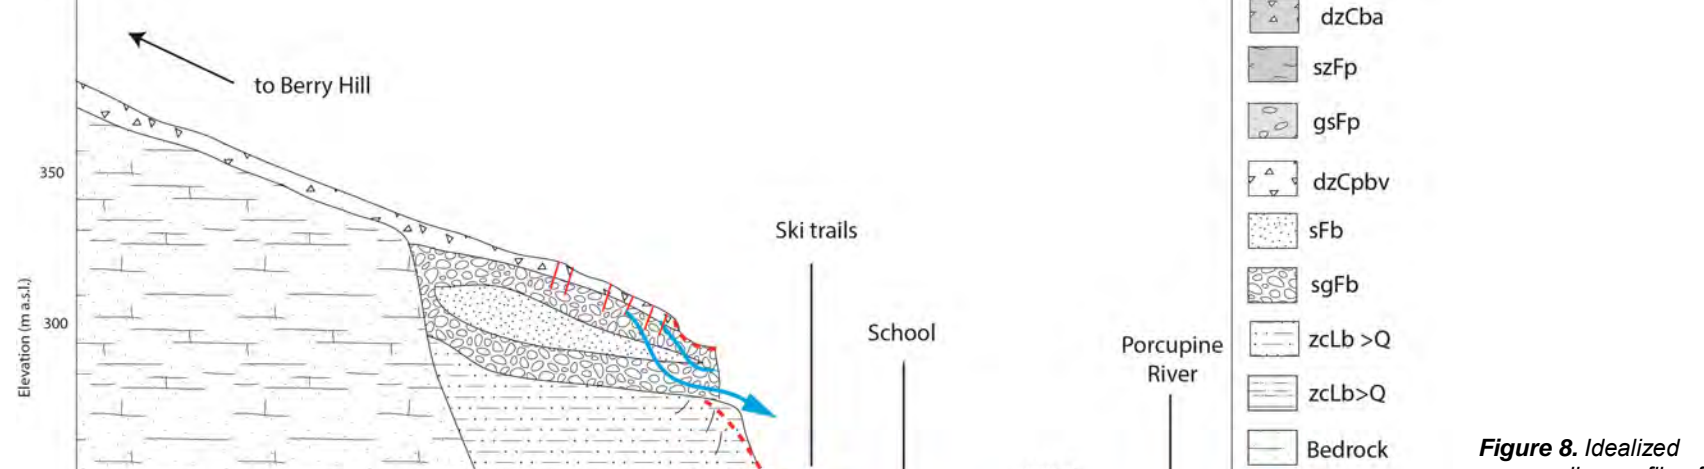 to Berry Hill
350
300
Elevation (m a.s.l.)
Ski trails
School
Porcupine
River
dzCba
szFp
gsFp
dzCpbv
sFb
sgFb
zcLb >Q
zcLb>Q
Bedrock
Figure 8. Idealized